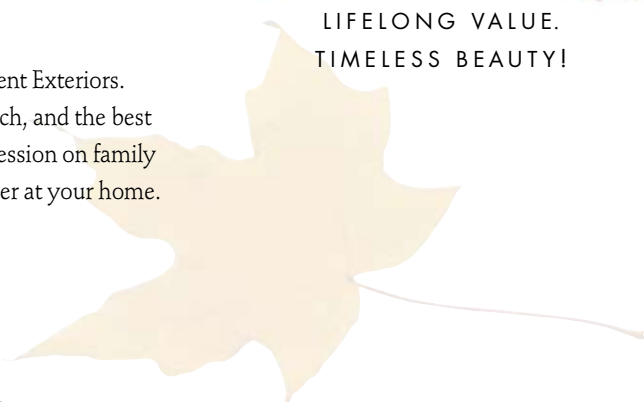 LIFELONG VALUE.
TIMELESS BEAUTY!
ent Exteriors.
ch, and the best
ession on family
er at your home.